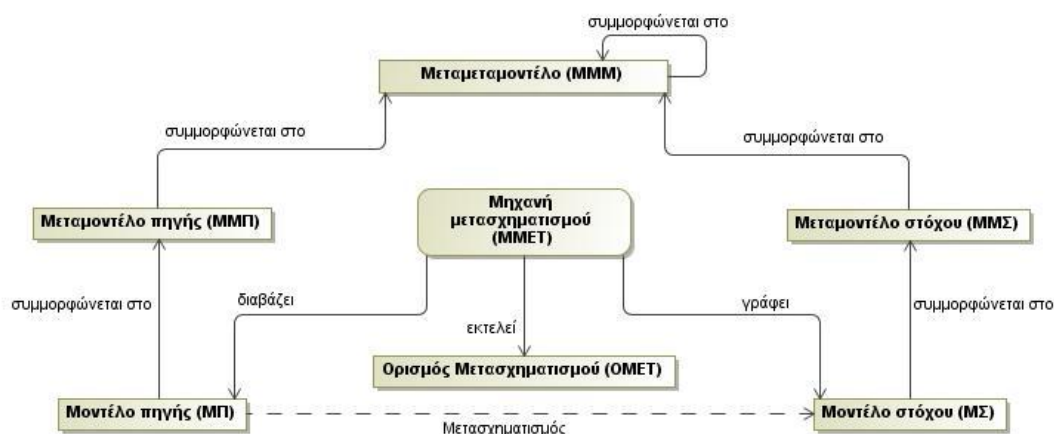 συμμορφώνεται στο
Μεταμεταμοντέλο (ΜΜΜ)
συμμορφώνεται στο
συμμορφώνεται στο
Μεταμοντέλο πηγής (ΜΜΠ)
Μηχανή
μετασχηματισμού
(ΜΜΕΤ)
Μεταμοντέλο στόχου (ΜΜΣ)
συμμορφώνεται στο
διαβάζει
εκτελεί
γράφει
συμμορφώνεται στο
Ορισμός Μετασχηματισμού (ΟΜΕΤ)
Μοντέλο πηγής (ΜΠ)
Μετασχηματισμός
Μοντέλο στόχου (ΜΣ)